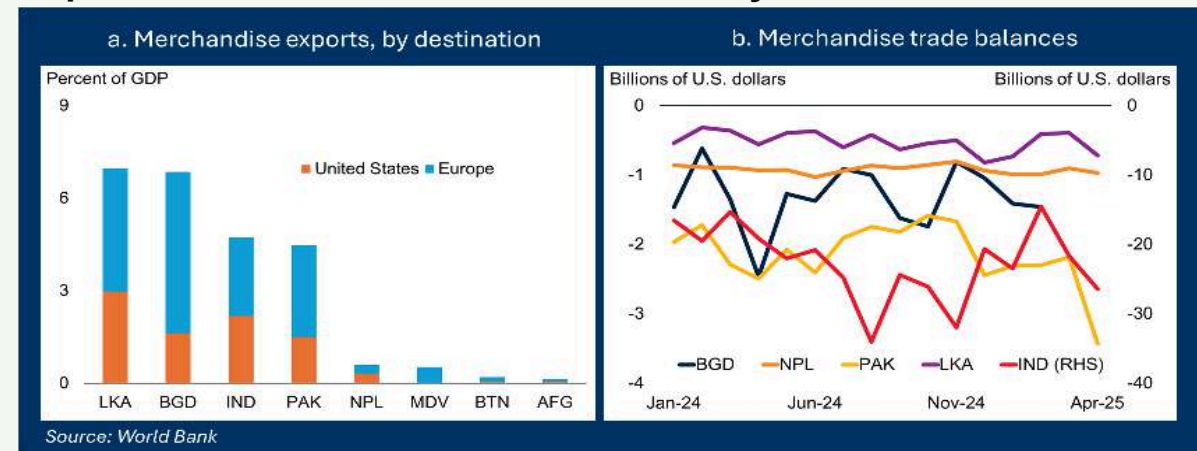 a. Merchandise exports, by destination
Percent of GDP
9
6
3
0
United States Europe
LKA BGD IND PAK NPL MDV BTN AFG
b. Merchandise trade balances
Billions of U.S. dollars Billions of U.S. dollars
0 0
-1 -10
-2 -20
-3 -30
-4 -40
BGD NPL PAK LKA IND (RHS)
Jan-24 Jun-24 Nov-24 Apr-25
Source: World Bank